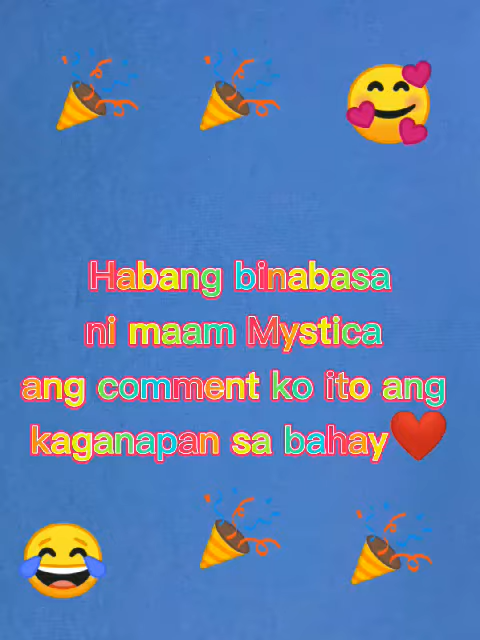 Habang binabasa
ni maam Mystica
ang comment ko ito ang
kaganapan sa bahay❤️